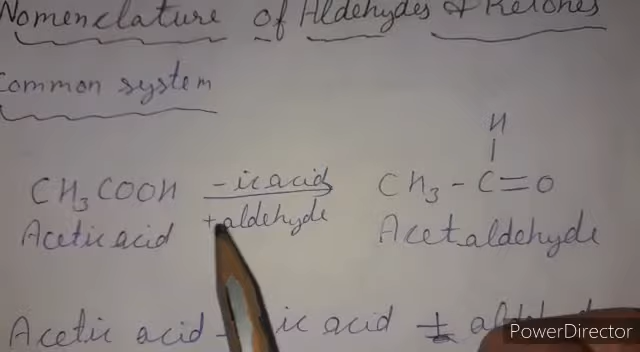 Nomenclature of Aldehydes & Ketones
Common system
H
CH3COOH -ic acid CH3-C=O
+aldehyde
Acetic acid Acetaldehyde
Acetic acid - ic acid +
PowerDirector